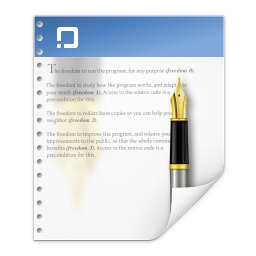 The freedom to run the program, for any purpose (freedom 0).
The freedom to study how the program works, and adapt
your needs (freedom 1). Access to the source code is a
precondition for this.
The freedom to redistribute copies so you can help you
neighbor (freedom 2).
The freedom to improve the program, and release your
improvements to the public, so that the whole commu
benefits (freedom 3). Access to the source code is a
precondition for this.